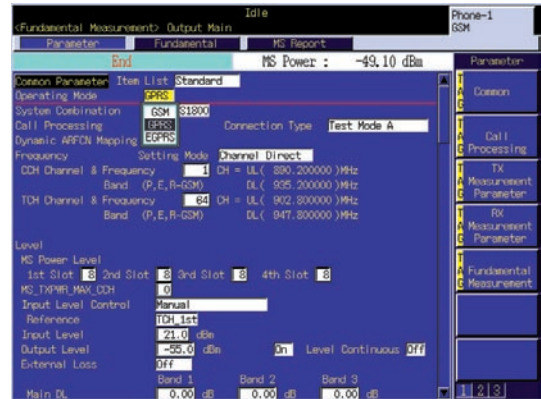 Idle
Phone-1
<Fundamental Measurement> Output Main
GSM
Parameter Fundamental MS Report
End MS Power : -49.10 dBm
Parameter
Common Parameter Item List Standard
Operating Mode GPRS
System Combination GSM S1800
Call Processing GPRS Connection Type Test Mode A
Dynamic ARFCN Mapping EGPRS
Frequency Setting Mode Channel Direct
CCH Channel & Frequency 1 CH = UL( 890.200000 )MHz
Band (P,E,R-GSM) DL( 935.200000 )MHz
TCH Channel & Frequency 64 CH = UL( 902.800000 )MHz
Band (P,E,R-GSM) DL( 947.800000 )MHz
Level
MS Power Level
1st Slot 8 2nd Slot 8 3rd Slot 8 4th Slot 8
MS_TXPWR_MAX_CCH 0
Input Level Control Manual
Reference TCH_1st
Input Level 21.0 dBm
Output Level -55.0 dBm On Level Continuous Off
External Loss Off
Band 1 Band 2 Band 3
Main DL 0.00 dB 0.00 dB 0.00 dB
TAG Common
TAG Call Processing
TAG TX Measurement Parameter
TAG RX Measurement Parameter
TAG Fundamental Measurement
1 2 3